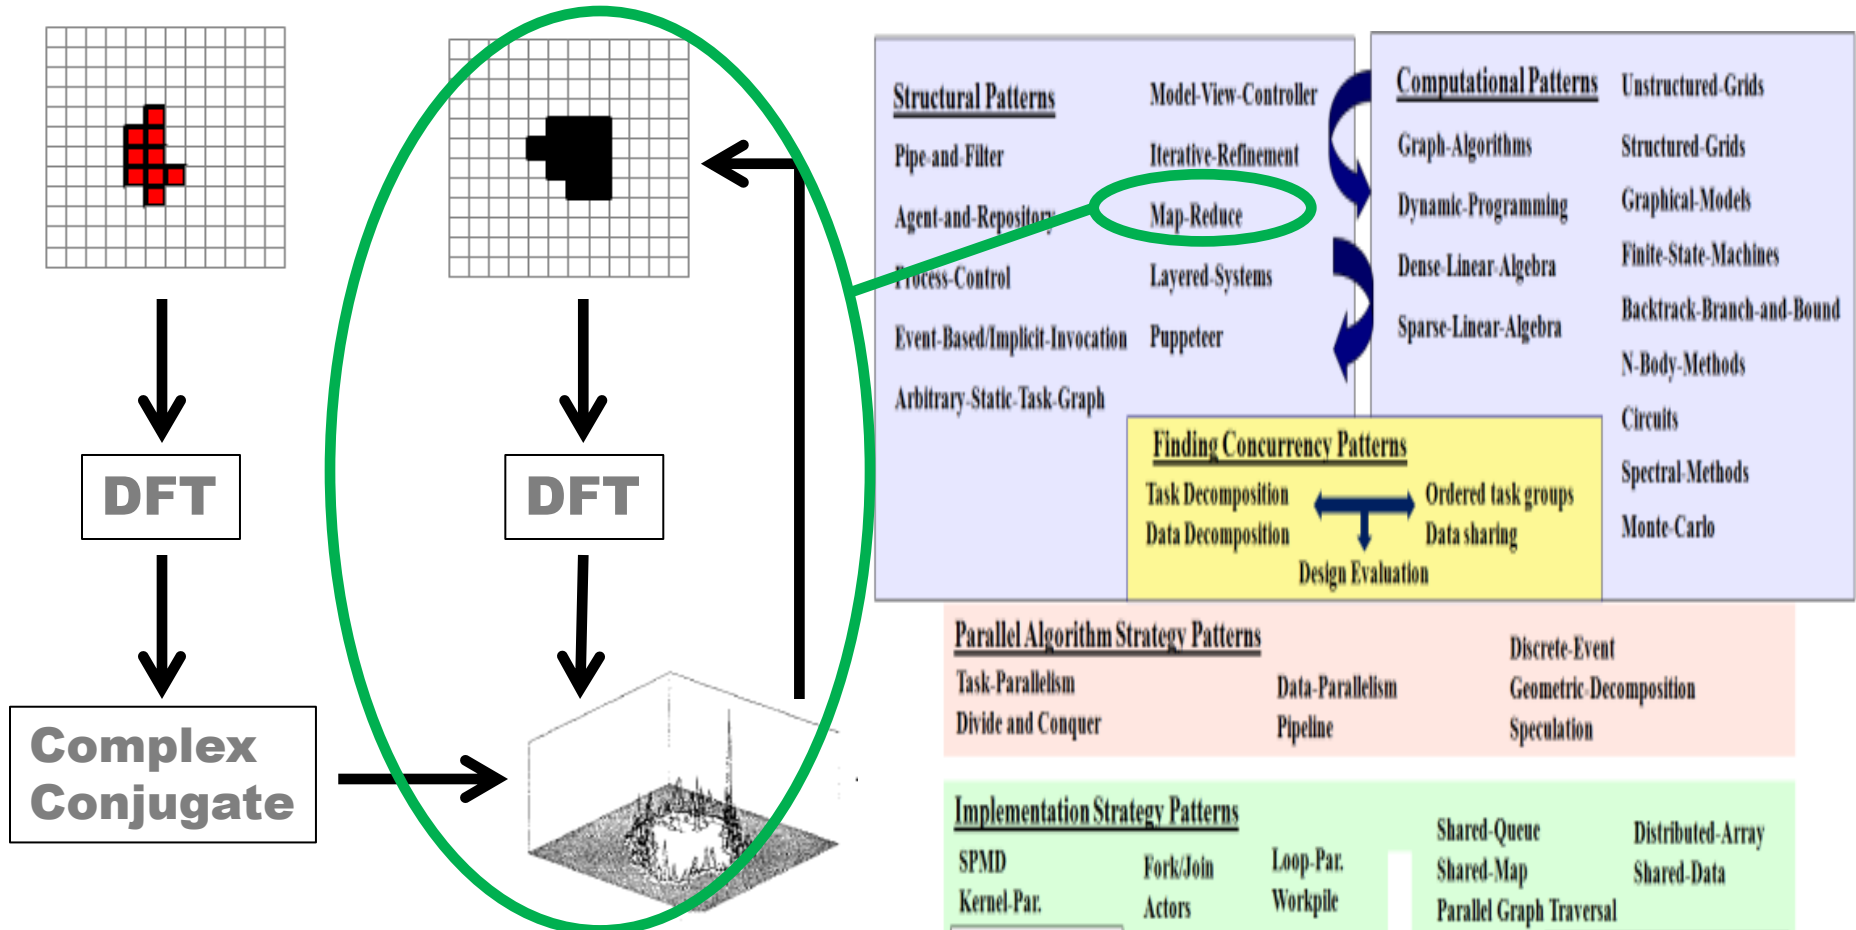 DFT
Complex
Conjugate
DFT
Structural Patterns
Pipe-and-Filter
Agent-and-Repository
Process-Control
Event-Based/Implicit-Invocation
Arbitrary-Static-Task-Graph
Model-View-Controller
Iterative-Refinement
Map-Reduce
Layered-Systems
Puppeteer
Computational Patterns
Graph-Algorithms
Dynamic-Programming
Dense-Linear-Algebra
Sparse-Linear-Algebra
Unstructured-Grids
Structured-Grids
Graphical-Models
Finite-State-Machines
Backtrack-Branch-and-Bound
N-Body-Methods
Circuits
Spectral-Methods
Monte-Carlo
Finding Concurrency Patterns
Task Decomposition
Data Decomposition
Ordered task groups
Data sharing
Design Evaluation
Parallel Algorithm Strategy Patterns
Task-Parallelism
Divide and Conquer
Data-Parallelism
Pipeline
Discrete-Event
Geometric-Decomposition
Speculation
Implementation Strategy Patterns
SPMD
Kernel-Par.
Fork/Join
Actors
Loop-Par.
Workpile
Shared-Queue
Shared-Map
Parallel Graph Traversal
Distributed-Array
Shared-Data